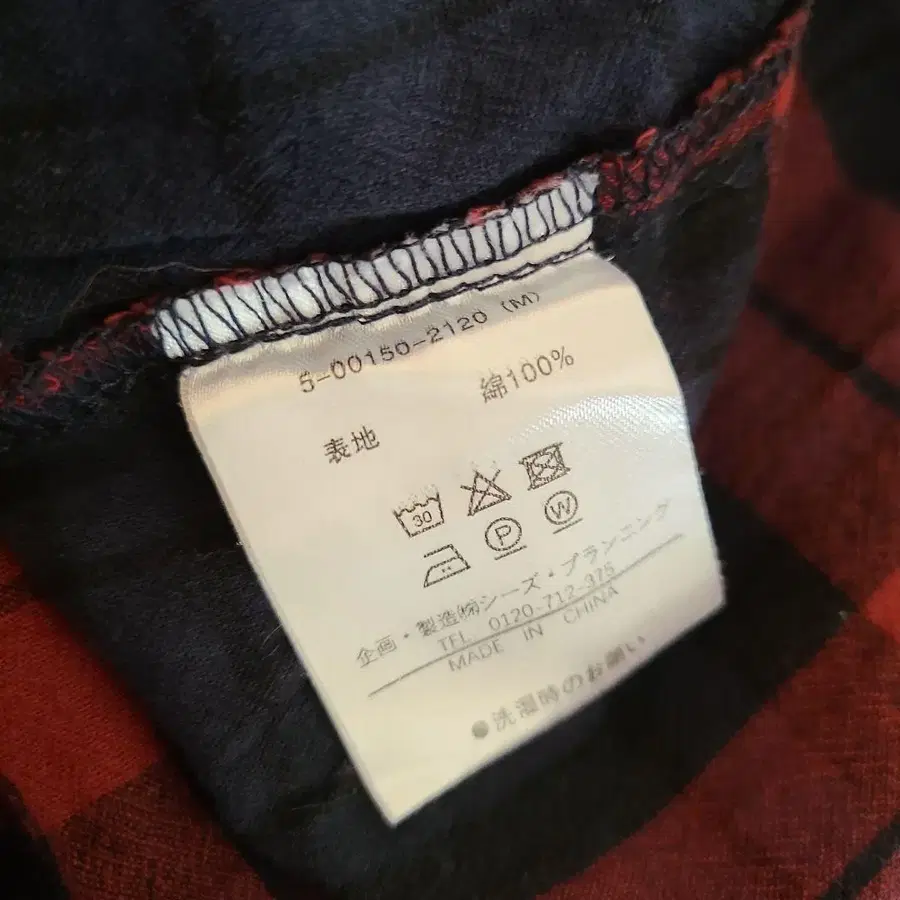 5-00150-2120 (M)
表地 綿100%
30
P W
企画・製造㈱シーズ・プランニング
TEL 0120-712-375
MADE IN CHINA
●洗濯時のお願い